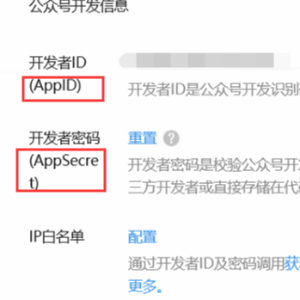 公众号开发信息
开发者ID
(AppID)
开发者ID是公众号开发识别
开发者密码
(AppSecre
t)
重置 ?
开发者密码是校验公众号开
三方开发者或直接存储在代
IP白名单
配置
通过开发者ID及密码调用获
更多。